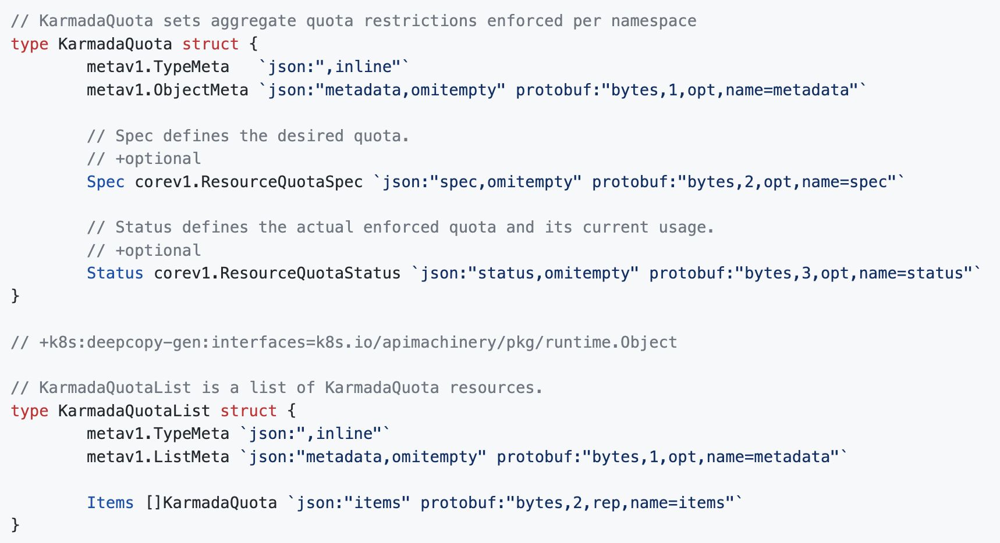 // KarmadaQuota sets aggregate quota restrictions enforced per namespace
type KarmadaQuota struct {
        metav1.TypeMeta   `json:",inline"`
        metav1.ObjectMeta `json:"metadata,omitempty" protobuf:"bytes,1,opt,name=metadata"`

        // Spec defines the desired quota.
        // +optional
        Spec corev1.ResourceQuotaSpec `json:"spec,omitempty" protobuf:"bytes,2,opt,name=spec"`

        // Status defines the actual enforced quota and its current usage.
        // +optional
        Status corev1.ResourceQuotaStatus `json:"status,omitempty" protobuf:"bytes,3,opt,name=status"`
}

// +k8s:deepcopy-gen:interfaces=k8s.io/apimachinery/pkg/runtime.Object

// KarmadaQuotaList is a list of KarmadaQuota resources.
type KarmadaQuotaList struct {
        metav1.TypeMeta `json:",inline"`
        metav1.ListMeta `json:"metadata,omitempty" protobuf:"bytes,1,opt,name=metadata"`

        Items []KarmadaQuota `json:"items" protobuf:"bytes,2,rep,name=items"`
}